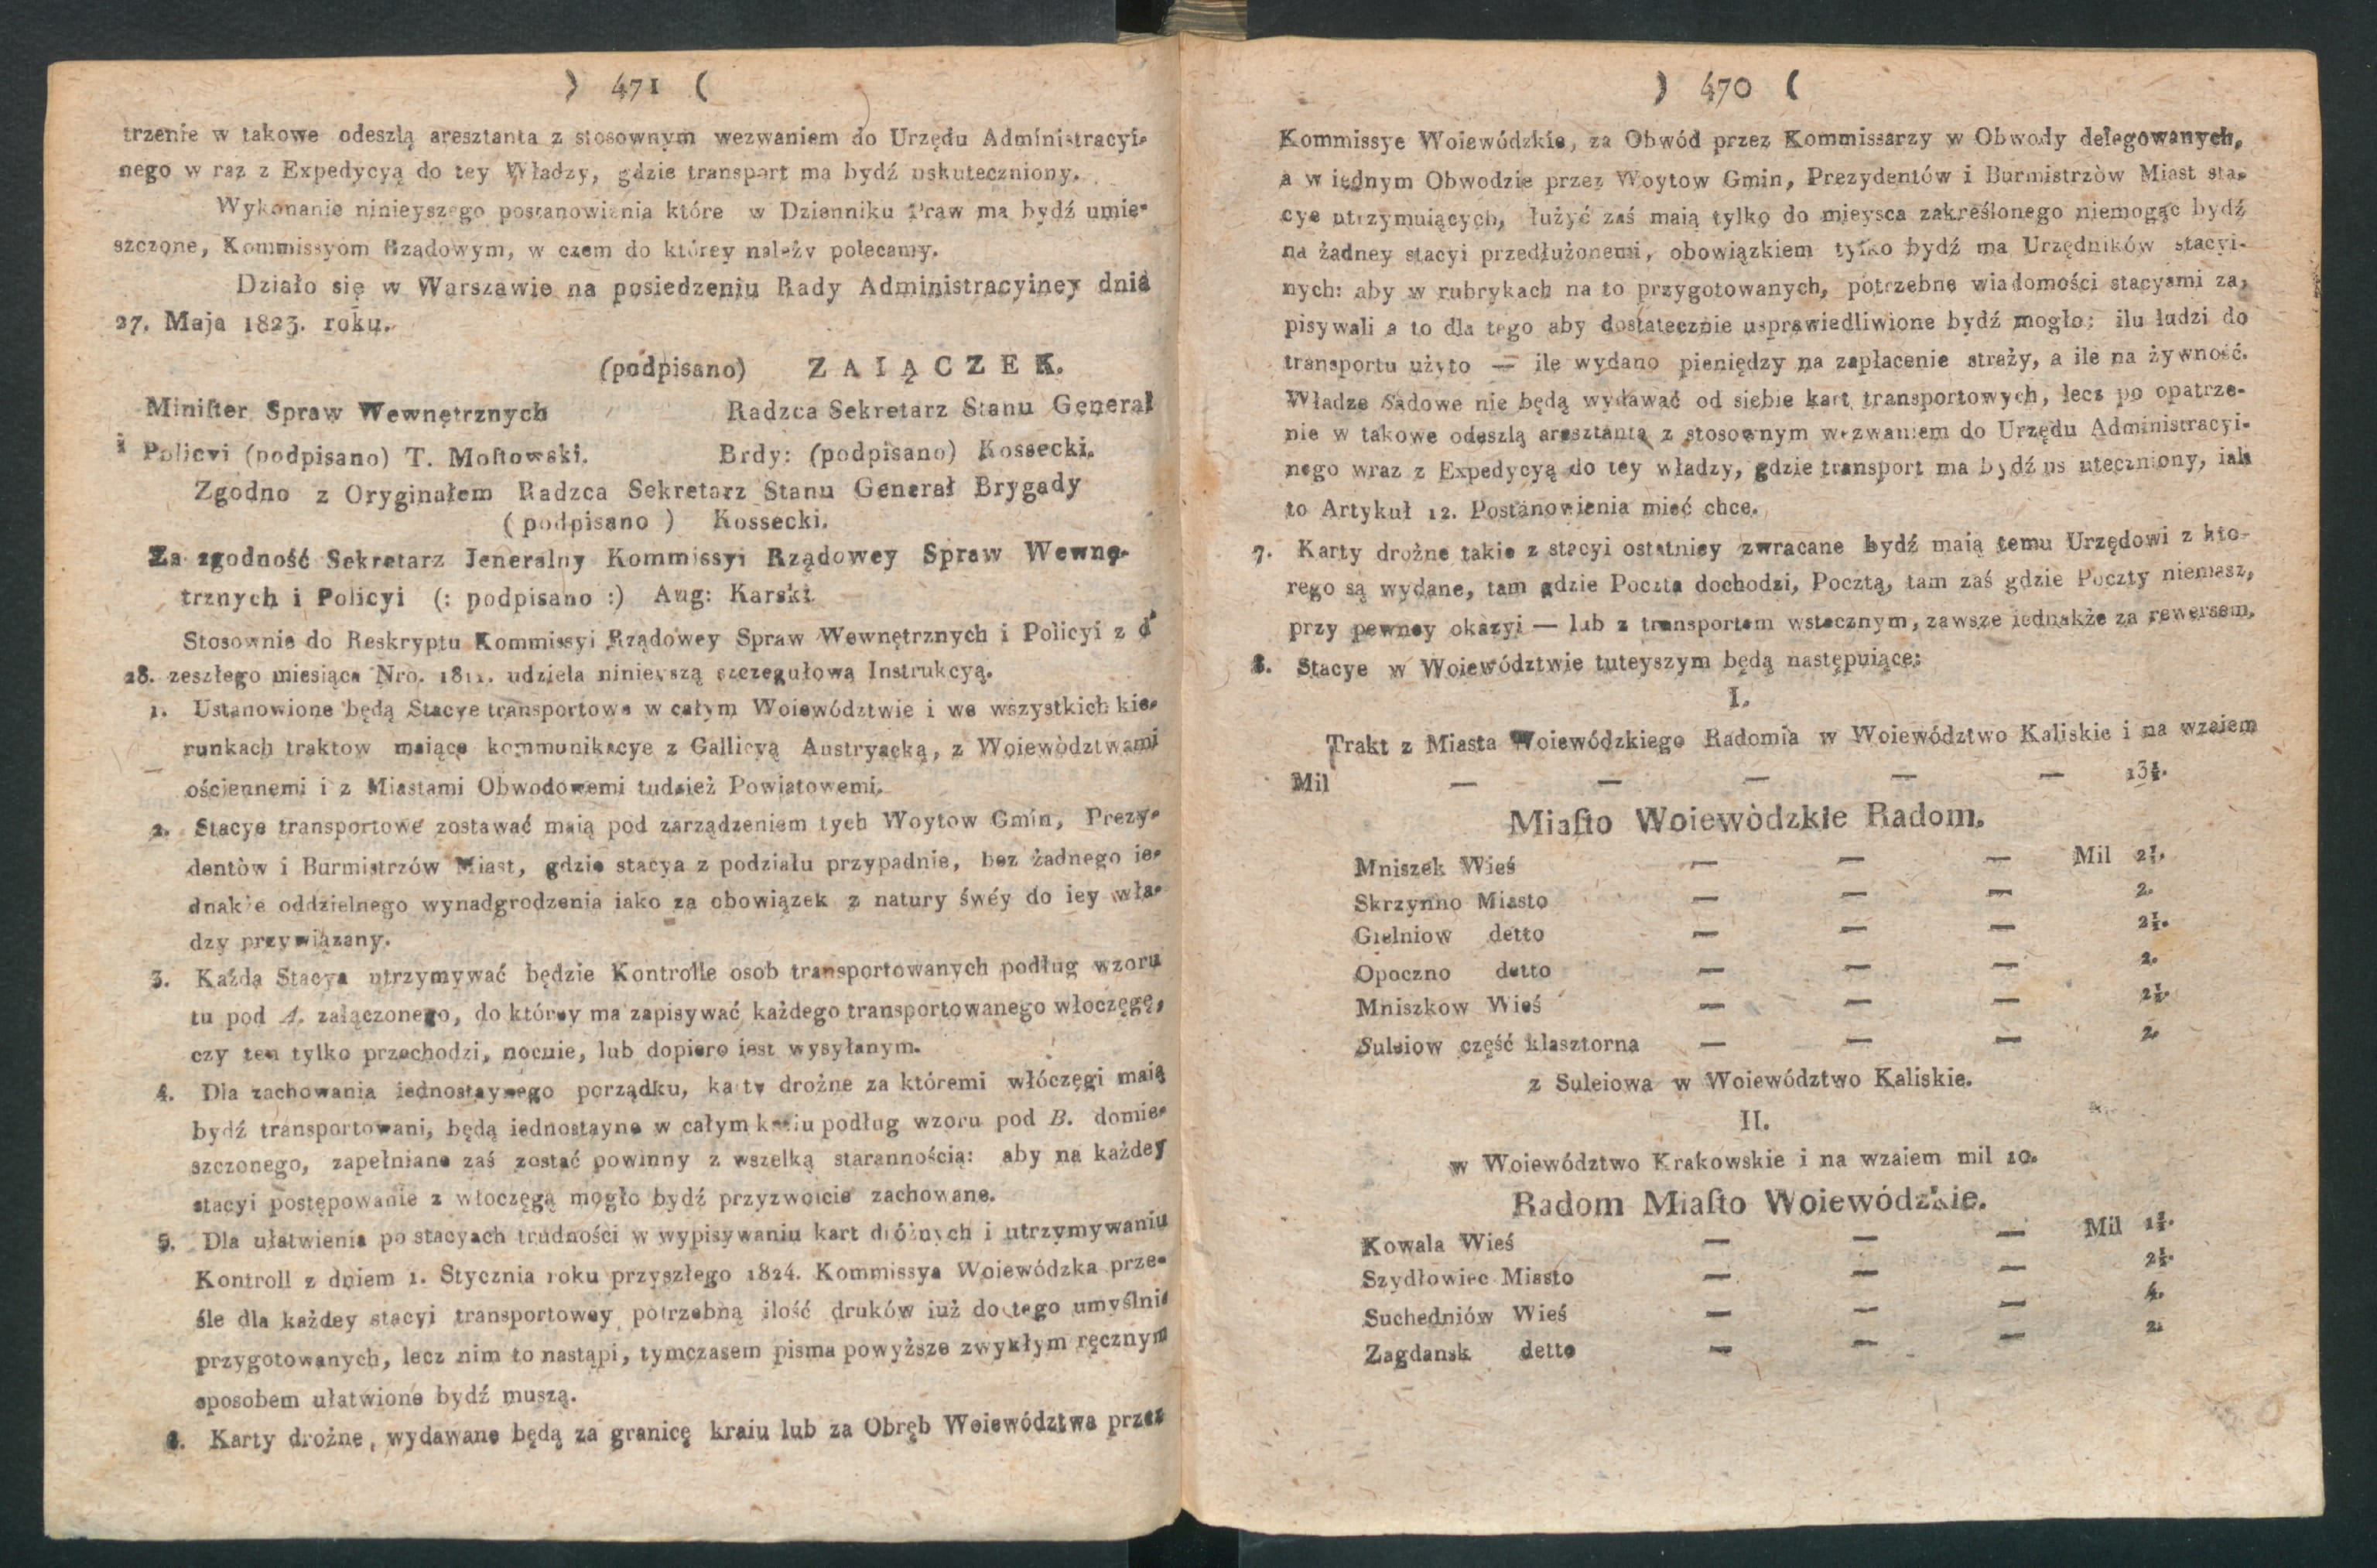 ) 471 (
trzenie w takowe odeszlą aresztanta z stosownym wezwaniem do Urzędu Administracyi-
nego w raz z Expedycyą do tey Władzy, gdzie transport ma bydź uskuteczniony.
Wykonanie ninieyszego postanowienia które w Dzienniku Praw ma bydź umie-
szczone, Kommissyom Rządowym, w czem do którey należy polecamy.
Działo się w Warszawie na posiedzeniu Rady Administracyiney dnia
27. Maja 1823. roku.
(podpisano) ZAIĄCZEK.
Miniſter Spraw Wewnętrznych Radzca Sekretarz Stanu Generał
i Policyi (podpisano) T. Moſtowski. Brdy: (podpisano) Kossecki.
Zgodno z Oryginałem Radzca Sekretarz Stanu Generał Brygady
(podpisano) Kossecki.
Za zgodność Sekretarz Jeneralny Kommissyi Rządowey Spraw Wewnę-
trznych i Policyi (: podpisano :) Aug: Karski
Stosownie do Reskryptu Kommissyi Rządowey Spraw Wewnętrznych i Policyi z d
28. zeszłego miesiąca Nro. 1811. udziela ninieyszą szczegułową Instrukcyą.
1. Ustanowione będą Stacye transportowe w całym Woiewództwie i we wszystkich kie-
runkach traktow maiące kommunikacye z Gallicyą Austryacką, z Woiewództwami
ościennemi i z Miastami Obwodowemi tudzież Powiatowemi.
2. Stacye transportowe zostawać maią pod zarządzeniem tych Woytow Gmin, Prezy-
dentòw i Burmistrzów Miast, gdzie stacya z podziału przypadnie, bez żadnego ie-
dnakże oddzielnego wynadgrodzenia iako za obowiązek z natury śwéy do iey wła-
dzy przywiązany.
3. Każda Stacya utrzymywać będzie Kontrolle osob transportowanych podług wzoru
tu pod A. załączonego, do którey ma zapisywać każdego transportowanego włoczęgę,
czy ten tylko przechodzi, nocuie, lub dopiero iest wysyłanym.
4. Dla zachowania iednostaynego porządku, karty drożne za któremi włóczęgi maią
bydź transportowani, będą iednostayne w całym kraiu podług wzoru pod B. domie-
szczonego, zapełniane zaś zostać powinny z wszelką starannością: aby na każdey
stacyi postępowanie z włoczęgą mogło bydź przyzwoicie zachowane.
5. Dla ułatwienia po stacyach trudności w wypisywaniu kart dróżnych i utrzymywaniu
Kontroll z dniem 1. Stycznia roku przyszłego 1824. Kommissya Woiewódzka prze-
śle dla każdey stacyi transportowey potrzebną ilość druków iuż do tego umyślnie
przygotowanych, lecz nim to nastąpi, tymczasem pisma powyższe zwykłym ręcznym
sposobem ułatwione bydź muszą.
6. Karty drożne, wydawane będą za granicę kraiu lub za Obręb Woiewództwa przez
) 470 (
Kommissye Woiewódzkie, za Obwód przez Kommissarzy w Obwody delegowanych,
a w iednym Obwodzie przez Woytow Gmin, Prezydentów i Burmistrzòw Miast sta-
cye utrzymuiących, łużyć zaś maią tylko do mieysca zakreślonego niemogąc bydź
na żadney stacyi przedłużonemi, obowiązkiem tylko bydź ma Urzędników stacyi-
nych: aby w rubrykach na to przygotowanych, potrzebne wiadomości stacyami za,
pisywali a to dla tego aby dostatecznie usprawiedliwione bydź mogło; ilu ludzi do
transportu użyto — ile wydano pieniędzy na zapłacenie straży, a ile na żywność.
Władze Sądowe nie będą wydawać od siebie kart transportowych, lecz po opatrze-
nie w takowe odeszlą aresztanta z stosownym wezwaniem do Urzędu Administracyi-
nego wraz z Expedycyą do tey władzy, gdzie transport ma bydź uteczniony, iak
to Artykuł 12. Postanowienia mieć chce.
7. Karty drożne takie z stacyi ostatniey zwracane bydź maią temu Urzędowi z kto-
rego są wydane, tam gdzie Poczta dochodzi, Pocztą, tam zaś gdzie Poczty niemasz,
przy pewney okazyi — lub z transportem wstecznym, zawsze iednakże za rewersem.
8. Stacye w Woiewództwie tuteyszym będą następuiące:
I.
Trakt z Miasta Woiewódzkiego Radomia w Woiewództwo Kaliskie i na wzaiem
Mil — — — — — 13½.
Miaſto Woiewòdzkie Radom.
Mniszek Wieś — — — Mil 2½.
Skrzynno Miasto — — — 2.
Gielniow detto — — — 2½.
Opoczno detto — — — 2.
Mniszkow Wieś — — — 2½.
Suleiow część klasztorna — — — 2.
z Suleiowa w Woiewództwo Kaliskie.
II.
w Woiewództwo Krakowskie i na wzaiem mil 10.
Radom Miaſto Woiewódzkie.
Kowala Wieś — — — Mil 1½.
Szydłowiec Miasto — — — 2½.
Suchedniów Wieś — — — 4.
Zagdansk detto — — — 2.